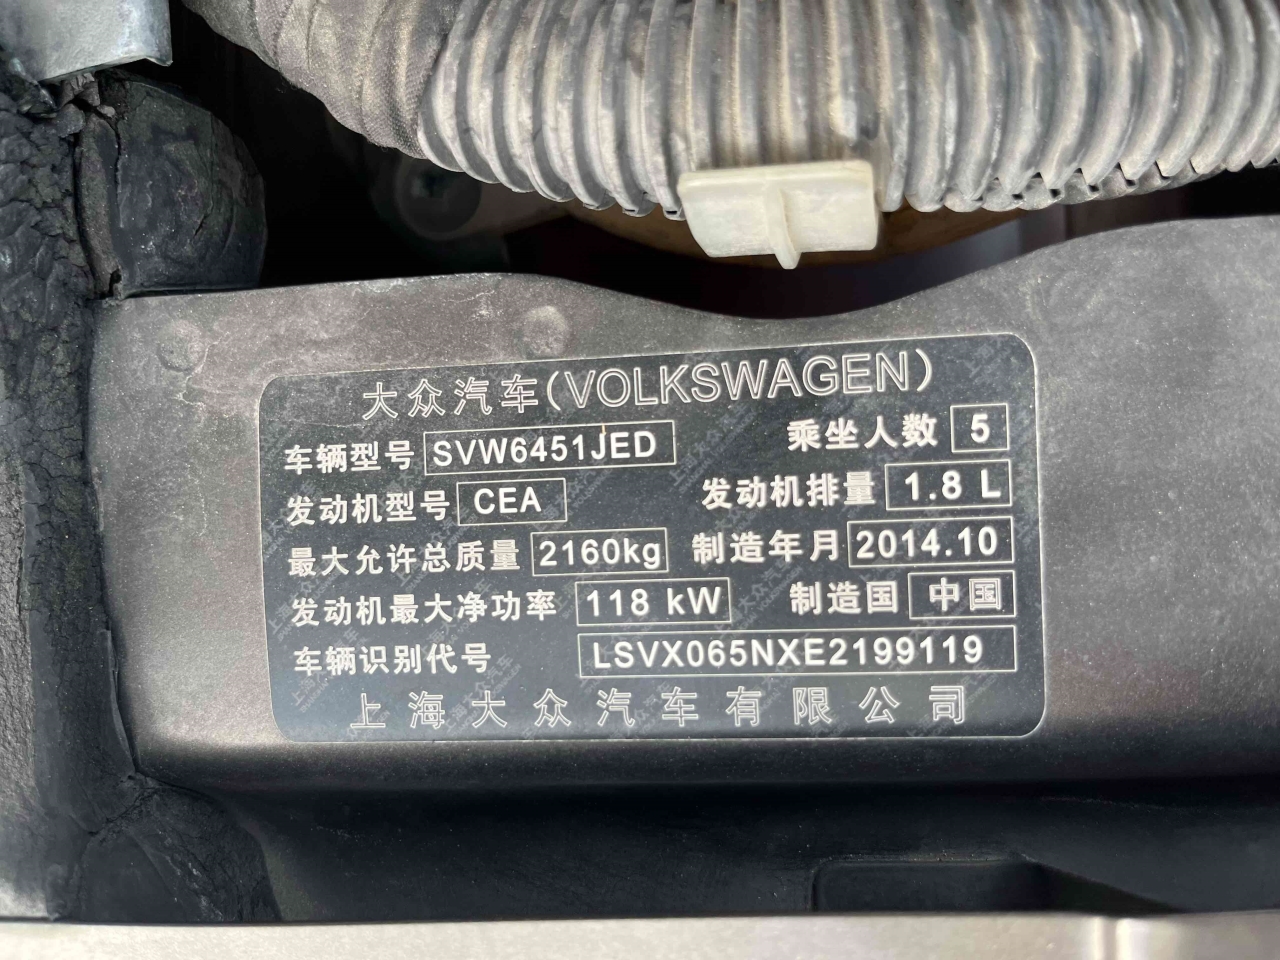 大众汽车(VOLKSWAGEN)
车辆型号 SVW6451JED 乘坐人数 5
发动机型号 CEA 发动机排量 1.8 L
最大允许总质量 2160kg 制造年月 2014.10
发动机最大净功率 118 kW 制造国 中国
车辆识别代号 LSVX065NXE2199119
上海大众汽车有限公司